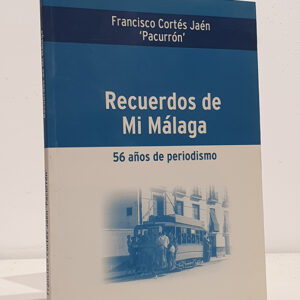 Francisco Cortés Jaén
'Pacurrón'
Recuerdos de
Mi Málaga
56 años de periodismo